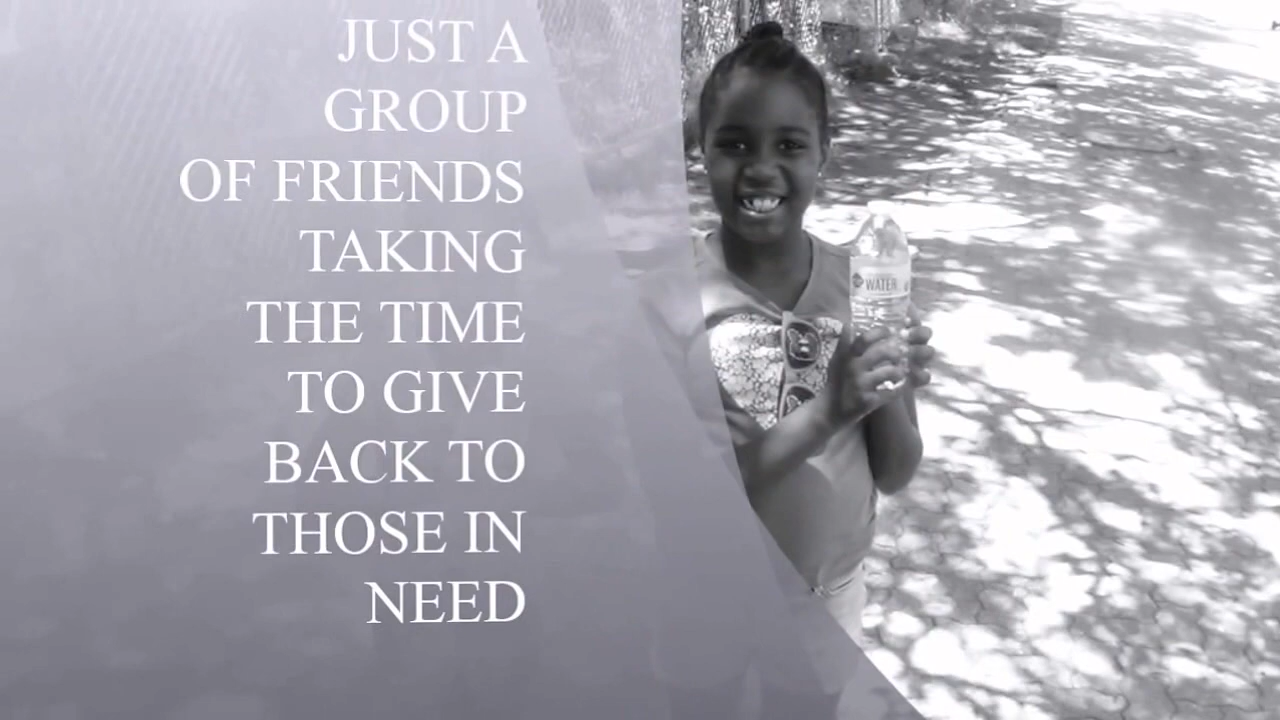 JUST A
GROUP
OF FRIENDS
TAKING
THE TIME
TO GIVE
BACK TO
THOSE IN
NEED
WATER